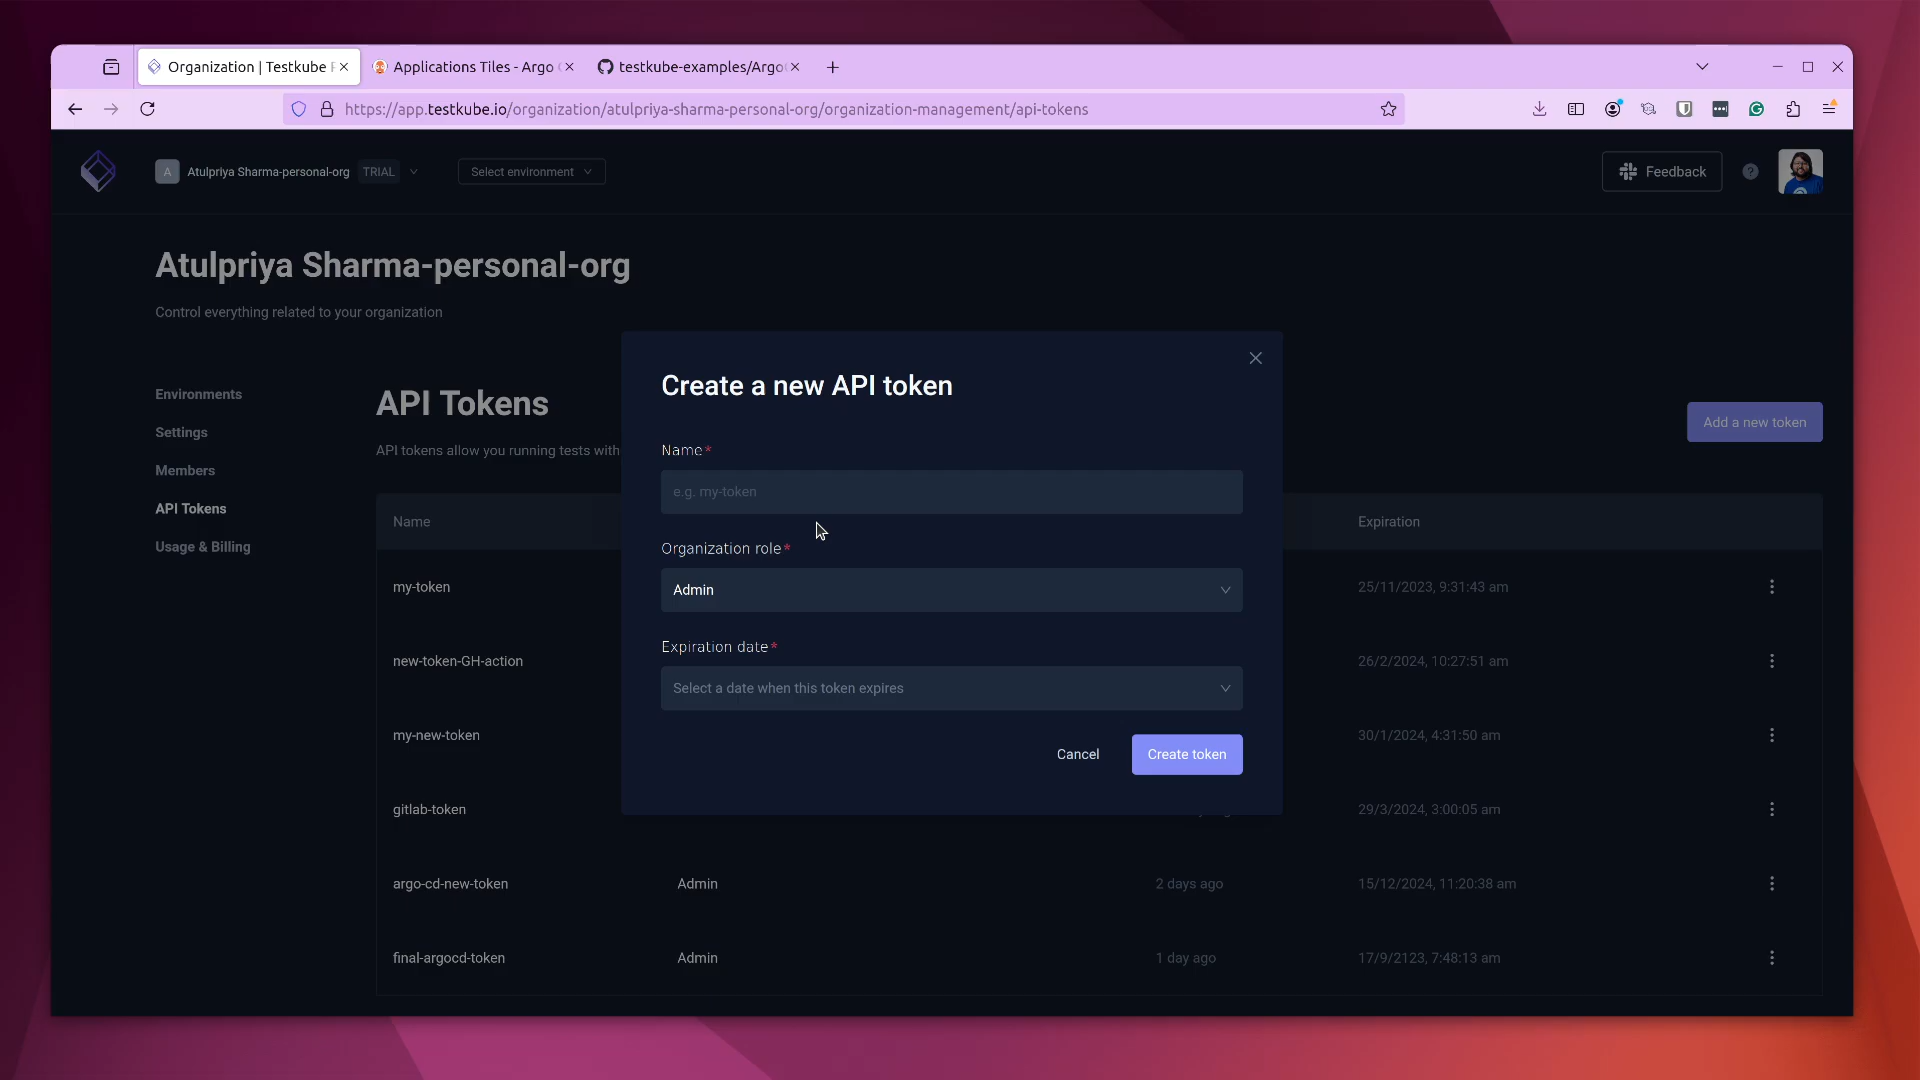 Organization | Testkube
Applications Tiles - Argo
testkube-examples/Argo
https://app.testkube.io/organization/atulpriya-sharma-personal-org/organization-management/api-tokens
A
Atulpriya Sharma-personal-org
TRIAL
Select environment
Feedback
?
Atulpriya Sharma-personal-org
Control everything related to your organization
Environments
Settings
Members
API Tokens
Usage & Billing
API Tokens
API tokens allow you running tests with
Add a new token
Name
Expiration
my-token
25/11/2023, 9:31:43 am
new-token-GH-action
26/2/2024, 10:27:51 am
my-new-token
30/1/2024, 4:31:50 am
gitlab-token
29/3/2024, 3:00:05 am
argo-cd-new-token
Admin
2 days ago
15/12/2024, 11:20:38 am
final-argocd-token
Admin
1 day ago
17/9/2123, 7:48:13 am
Create a new API token
Name*
e.g. my-token
Organization role*
Admin
Expiration date*
Select a date when this token expires
Cancel
Create token